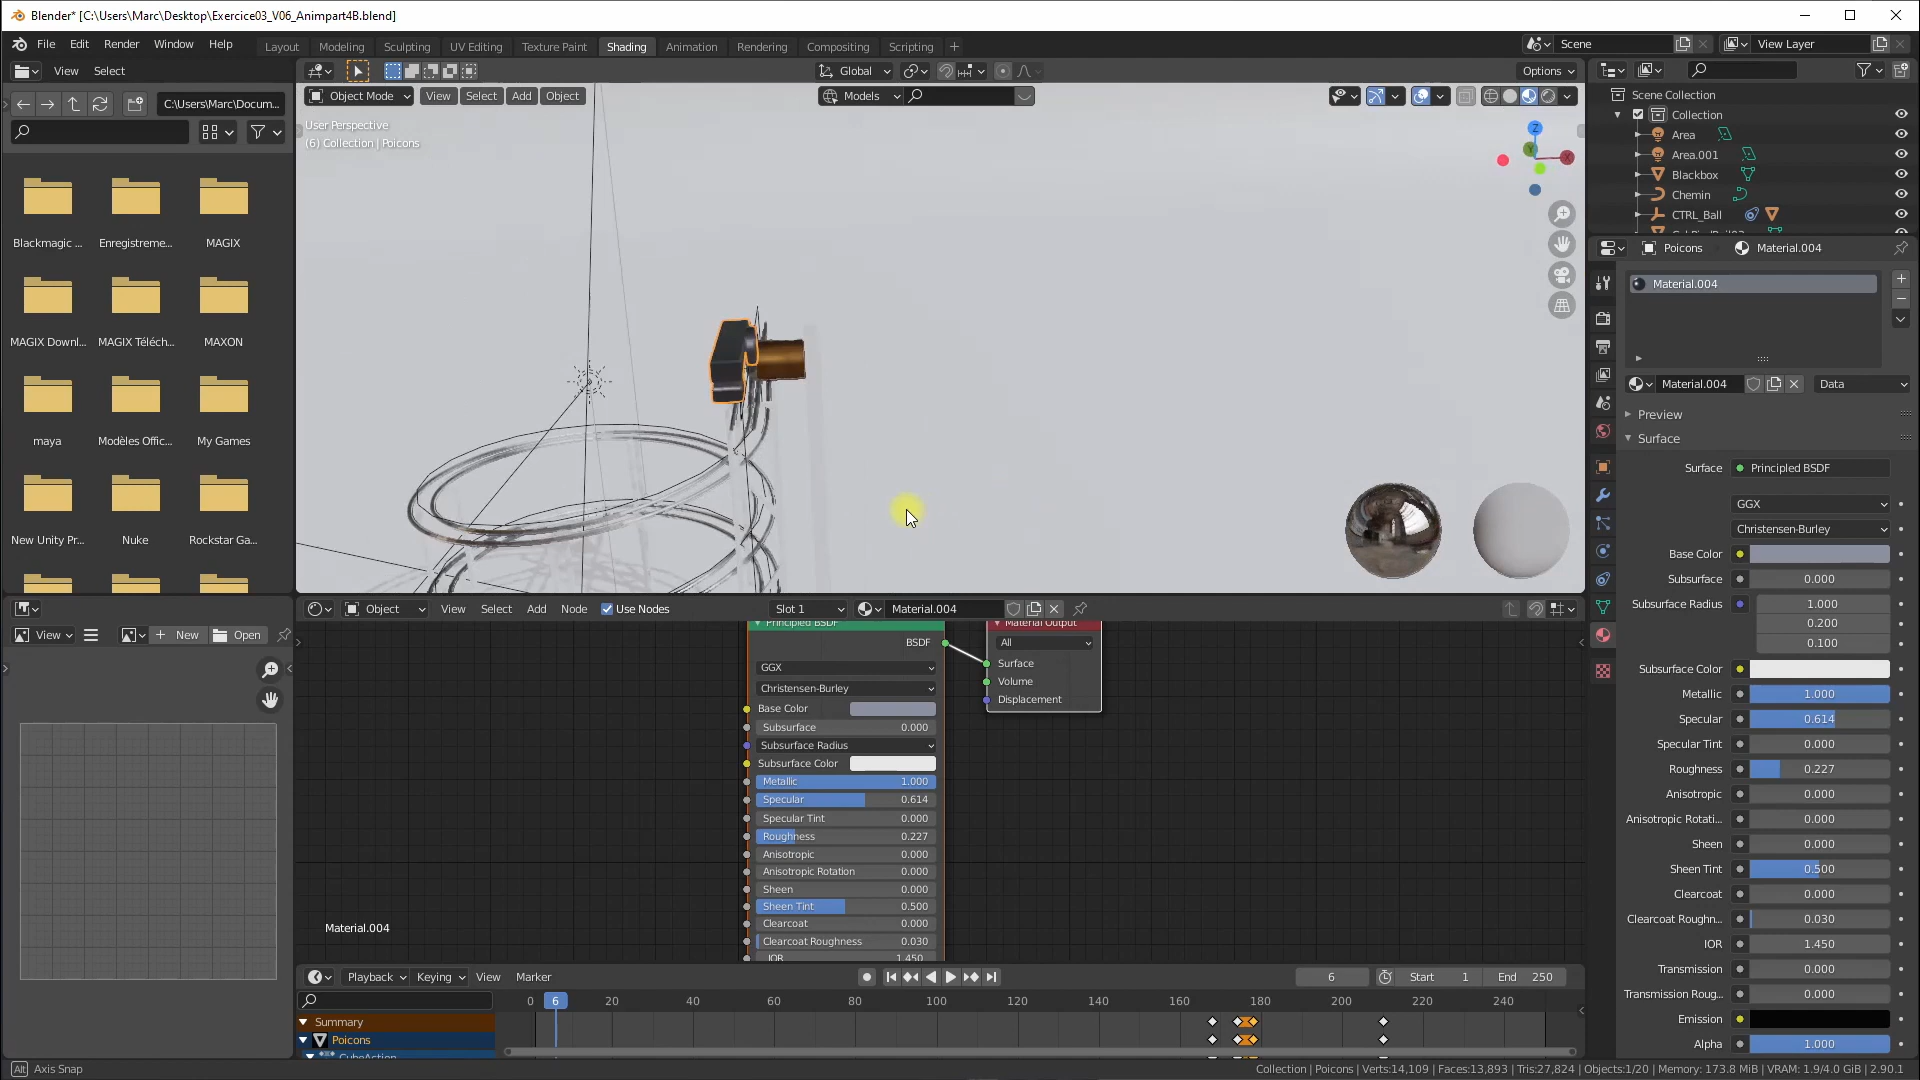 Blender* [C:\Users\Marc\Desktop\Exercice03_V06_Animpart4B.blend]
File Edit Render Window Help
Layout Modeling Sculpting UV Editing Texture Paint Shading Animation Rendering Compositing Scripting +
Scene
View Layer
View Select
Global
Options
C:\Users\Marc\Docum...
Object Mode View Select Add Object
Models
User Perspective
(6) Collection | Poicons
Z
Y
X
Blackmagic ... Enregistreme... MAGIX
MAGIX Downl... MAGIX Téléch... MAXON
maya Modèles Offic... My Games
New Unity Pr... Nuke Rockstar Ga...
Scene Collection
Collection
Area
Area.001
Blackbox
Chemin
CTRL_Ball
Poicons Material.004
Material.004
Material.004 Data
Preview
Surface
Surface Principled BSDF
GGX
Christensen-Burley
Base Color
Subsurface 0.000
Subsurface Radius 1.000
0.200
0.100
Subsurface Color
Metallic 1.000
Specular 0.614
Specular Tint 0.000
Roughness 0.227
Anisotropic 0.000
Anisotropic Rotati... 0.000
Sheen 0.000
Sheen Tint 0.500
Clearcoat 0.000
Clearcoat Roughn... 0.030
IOR 1.450
Transmission 0.000
Transmission Roug... 0.000
Emission
Alpha 1.000
View New Open
Object View Select Add Node Use Nodes Slot 1 Material.004
Principled BSDF
BSDF
GGX
Christensen-Burley
Base Color
Subsurface 0.000
Subsurface Radius
Subsurface Color
Metallic 1.000
Specular 0.614
Specular Tint 0.000
Roughness 0.227
Anisotropic 0.000
Anisotropic Rotation 0.000
Sheen 0.000
Sheen Tint 0.500
Clearcoat 0.000
Clearcoat Roughness 0.030
IOR 1.450
Material Output
All
Surface
Volume
Displacement
Material.004
Playback Keying View Marker
6 Start 1 End 250
0 6 20 40 60 80 100 120 140 160 180 200 220 240
Summary
Poicons
CubeAction
Alt Axis Snap
Collection | Poicons | Verts:14,109 | Faces:13,893 | Tris:27,824 | Objects:1/20 | Memory: 173.8 MiB | VRAM: 1.9/4.0 GiB | 2.90.1